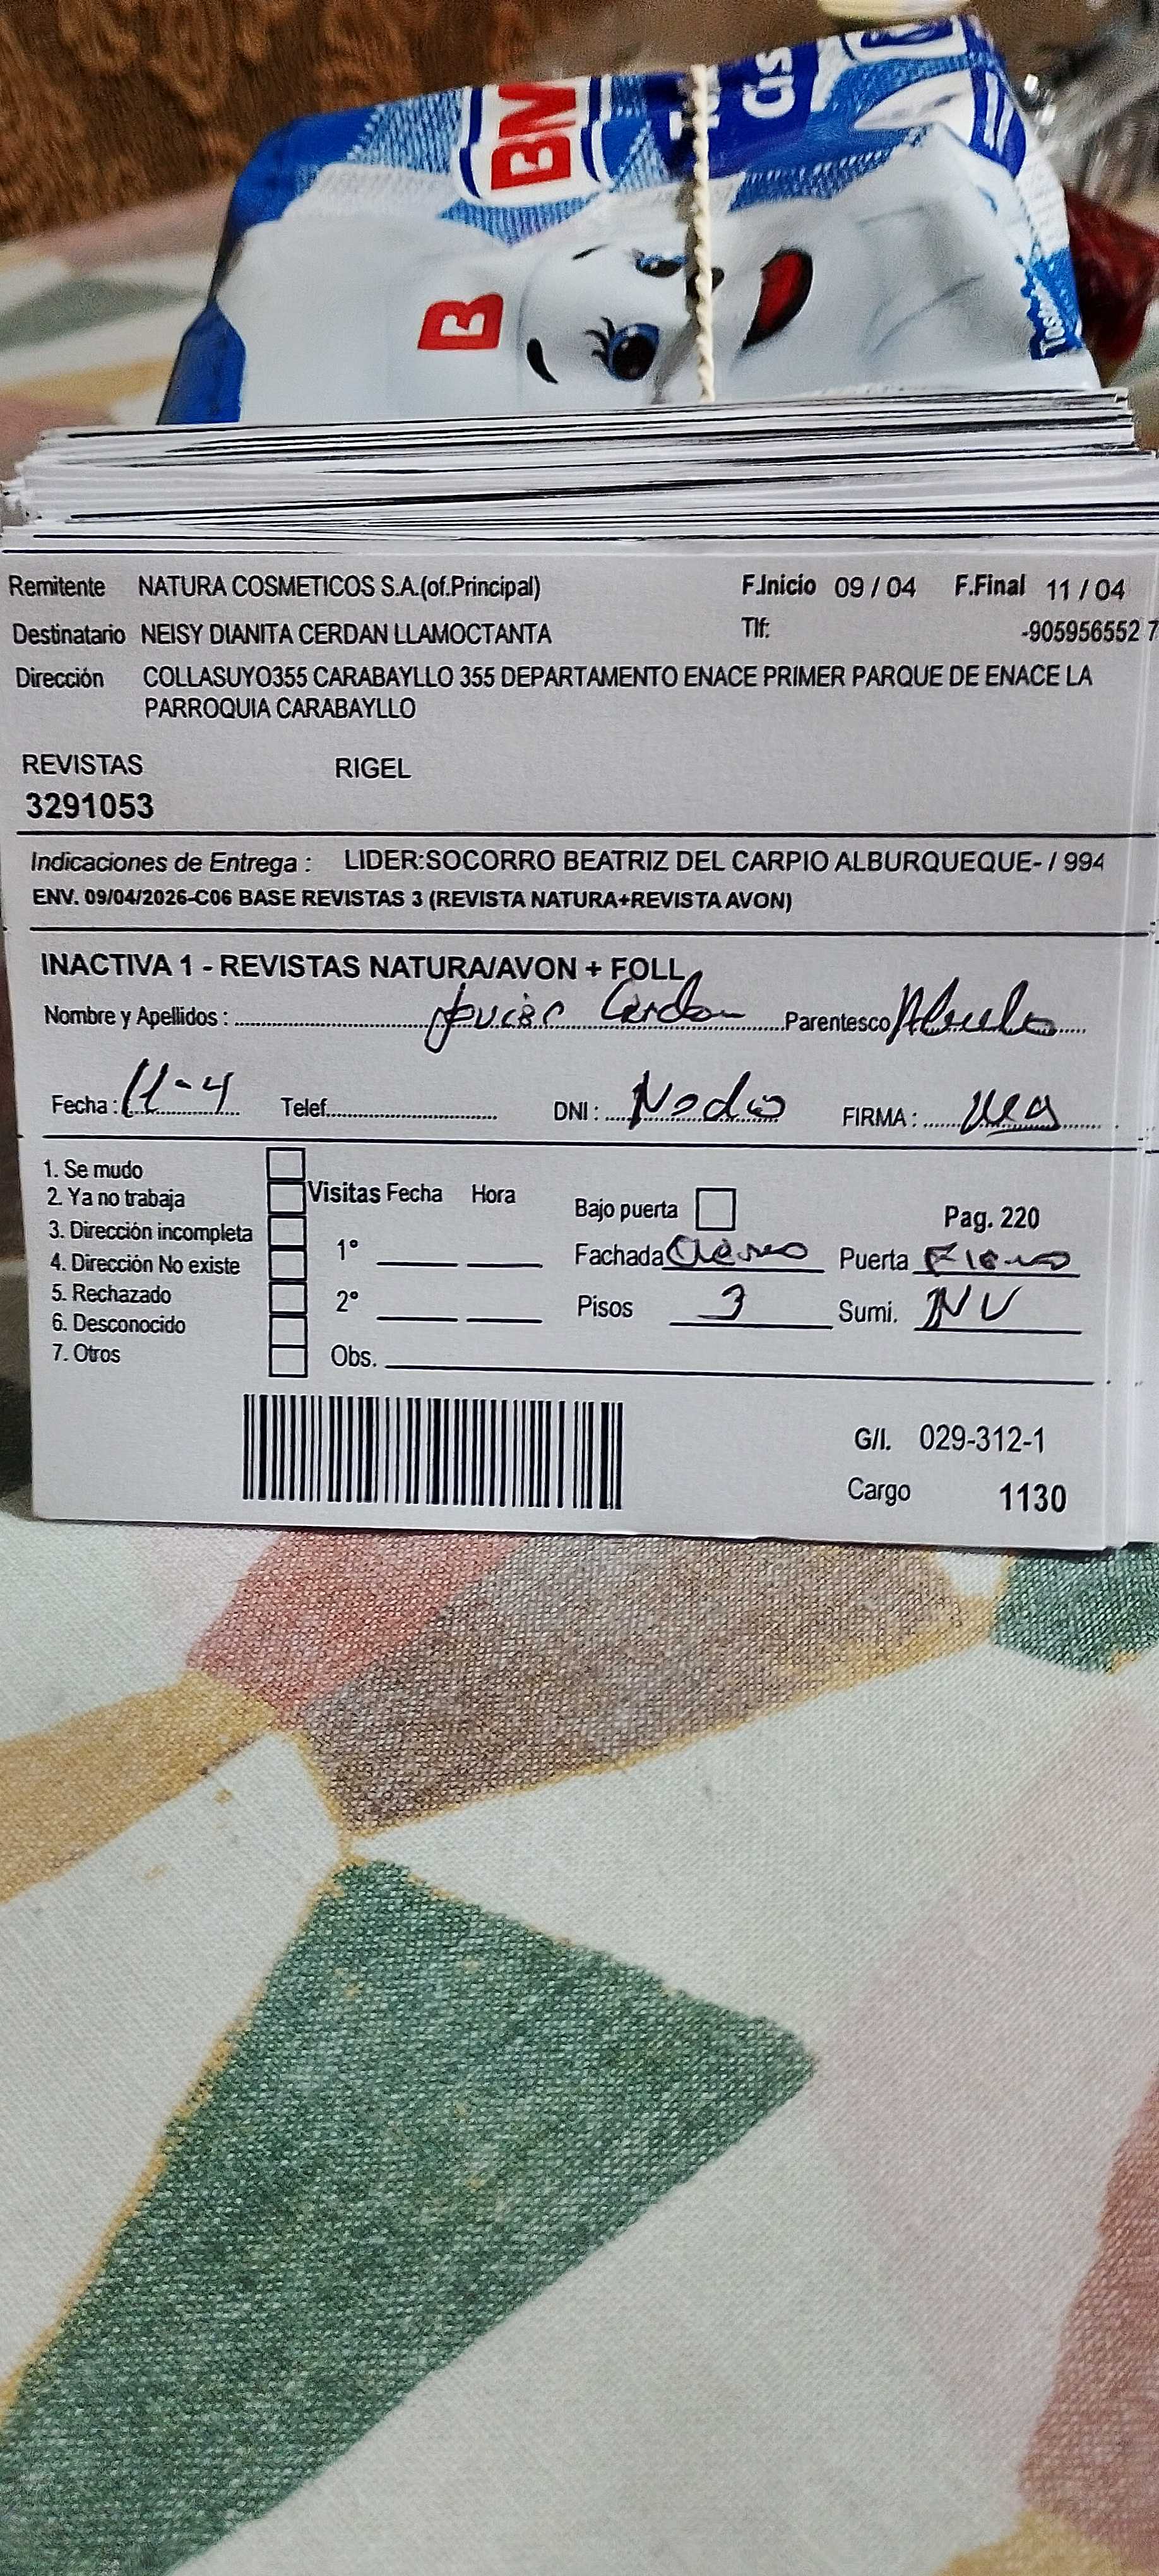 BM
B
Remitente NATURA COSMETICOS S.A.(of.Principal) F.Inicio 09 / 04 F.Final 11 / 04
Destinatario NEISY DIANITA CERDAN LLAMOCTANTA Tlf: -905956552 7
Dirección COLLASUYO355 CARABAYLLO 355 DEPARTAMENTO ENACE PRIMER PARQUE DE ENACE LA
PARROQUIA CARABAYLLO
REVISTAS RIGEL
3291053
Indicaciones de Entrega : LIDER:SOCORRO BEATRIZ DEL CARPIO ALBURQUEQUE- / 994
ENV. 09/04/2026-C06 BASE REVISTAS 3 (REVISTA NATURA+REVISTA AVON)
INACTIVA 1 - REVISTAS NATURA/AVON + FOLL
Nombre y Apellidos : Javier Cerdan Parentesco Abuelo
Fecha : 11-4 Telef. DNI : FIRMA :
1. Se mudo
2. Ya no trabaja Visitas Fecha Hora Bajo puerta Pag. 220
3. Dirección incompleta 1° Fachada Puerta Fierro
4. Dirección No existe
5. Rechazado 2° Pisos 3 Sumi. NV
6. Desconocido
7. Otros Obs.
G/I. 029-312-1
Cargo 1130